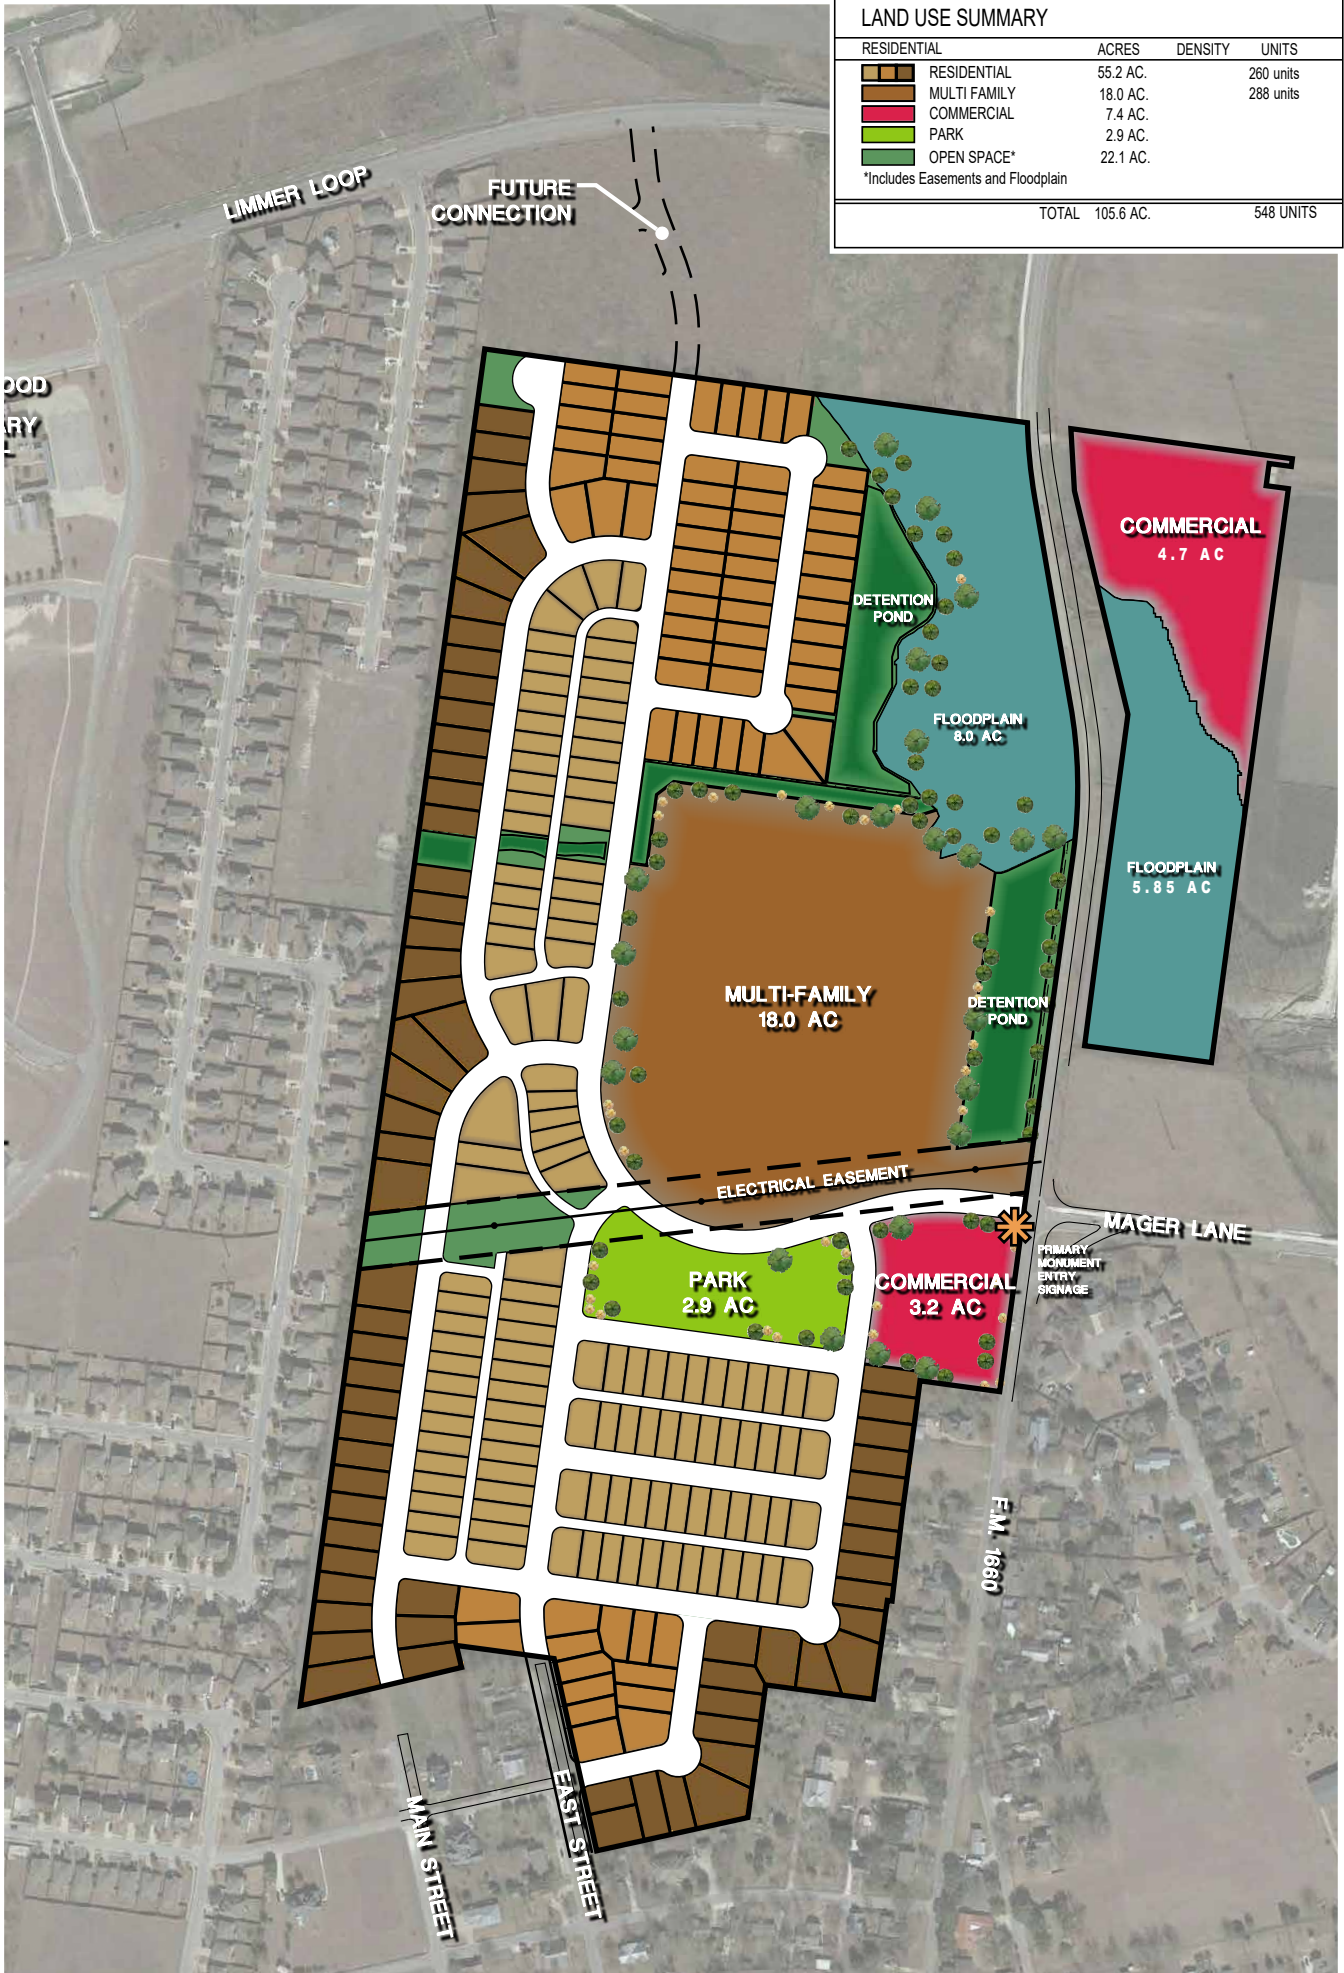 LAND USE SUMMARY
RESIDENTIAL ACRES DENSITY UNITS
RESIDENTIAL 55.2 AC. 260 units
MULTI FAMILY 18.0 AC. 288 units
COMMERCIAL 7.4 AC.
PARK 2.9 AC.
OPEN SPACE* 22.1 AC.
*Includes Easements and Floodplain
TOTAL 105.6 AC. 548 UNITS
LIMMER LOOP
FUTURE
CONNECTION
OOD
ARY
L
COMMERCIAL
4.7 AC
DETENTION
POND
FLOODPLAIN
8.0 AC
FLOODPLAIN
5.85 AC
MULTI-FAMILY
18.0 AC
DETENTION
POND
ELECTRICAL EASEMENT
MAGER LANE
PRIMARY
MONUMENT
ENTRY
SIGNAGE
PARK
2.9 AC
COMMERCIAL
3.2 AC
F.M. 1660
MAIN STREET
EAST STREET